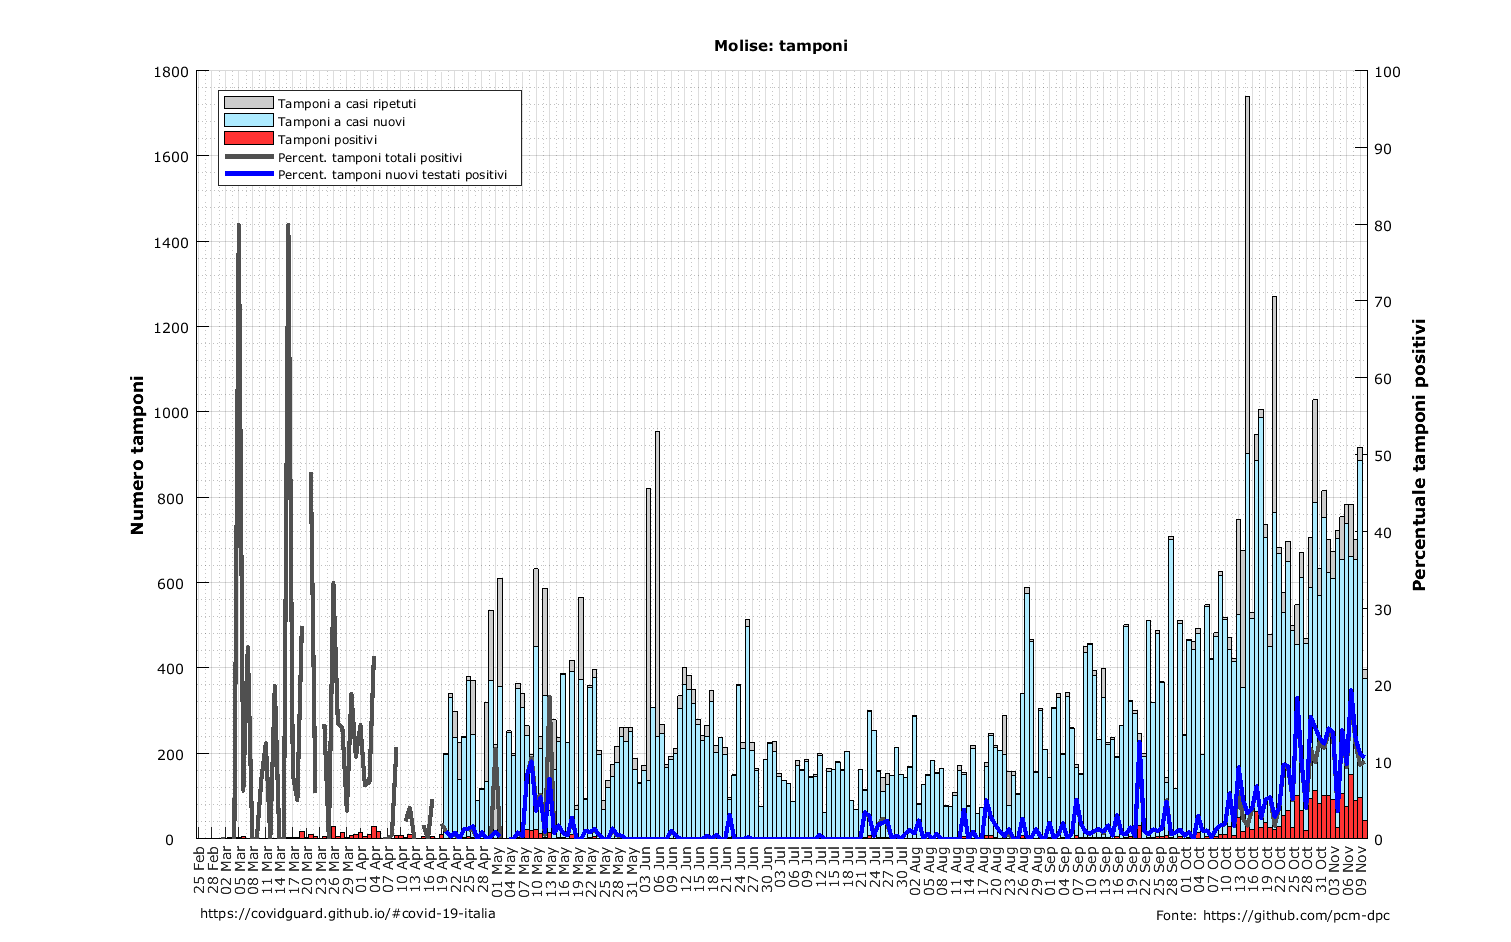 Molise: tamponi
1800
1600
1400
1200
1000
800
600
400
200
0
Numero tamponi
100
90
80
70
60
50
40
30
20
10
0
Percentuale tamponi positivi
Tamponi a casi ripetuti
Tamponi a casi nuovi
Tamponi positivi
Percent. tamponi totali positivi
Percent. tamponi nuovi testati positivi
25 Feb
28 Feb
02 Mar
05 Mar
08 Mar
11 Mar
14 Mar
17 Mar
20 Mar
23 Mar
26 Mar
29 Mar
01 Apr
04 Apr
07 Apr
10 Apr
13 Apr
16 Apr
19 Apr
22 Apr
25 Apr
28 Apr
01 May
04 May
07 May
10 May
13 May
16 May
19 May
22 May
25 May
28 May
31 May
03 Jun
06 Jun
09 Jun
12 Jun
15 Jun
18 Jun
21 Jun
24 Jun
27 Jun
30 Jun
03 Jul
06 Jul
09 Jul
12 Jul
15 Jul
18 Jul
21 Jul
24 Jul
27 Jul
30 Jul
02 Aug
05 Aug
08 Aug
11 Aug
14 Aug
17 Aug
20 Aug
23 Aug
26 Aug
29 Aug
01 Sep
04 Sep
07 Sep
10 Sep
13 Sep
16 Sep
19 Sep
22 Sep
25 Sep
28 Sep
01 Oct
04 Oct
07 Oct
10 Oct
13 Oct
16 Oct
19 Oct
22 Oct
25 Oct
28 Oct
31 Oct
03 Nov
06 Nov
09 Nov
https://covidguard.github.io/#covid-19-italia
Fonte: https://github.com/pcm-dpc